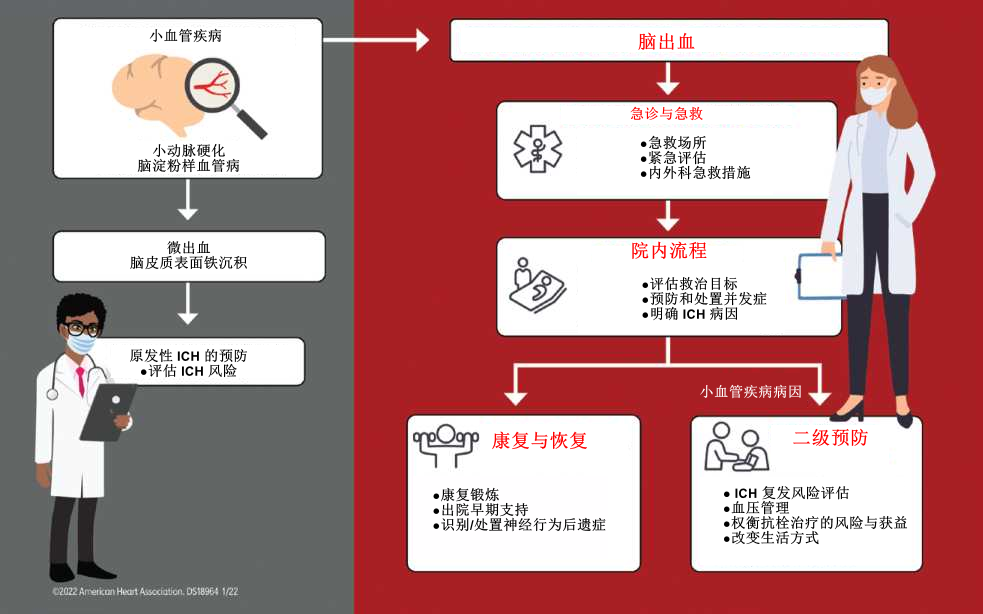 小血管疾病
小动脉硬化
脑淀粉样血管病
微出血
脑皮质表面铁沉积
原发性 ICH 的预防
●评估 ICH 风险
©2022 American Heart Association. DS18964 1/22
脑出血
急诊与急救
●急救场所
●紧急评估
●内外科急救措施
院内流程
●评估救治目标
●预防和处置并发症
●明确 ICH 病因
小血管疾病病因
康复与恢复
●康复锻炼
●出院早期支持
●识别/处置神经行为后遗症
二级预防
● ICH 复发风险评估
●血压管理
●权衡抗栓治疗的风险与获益
●改变生活方式